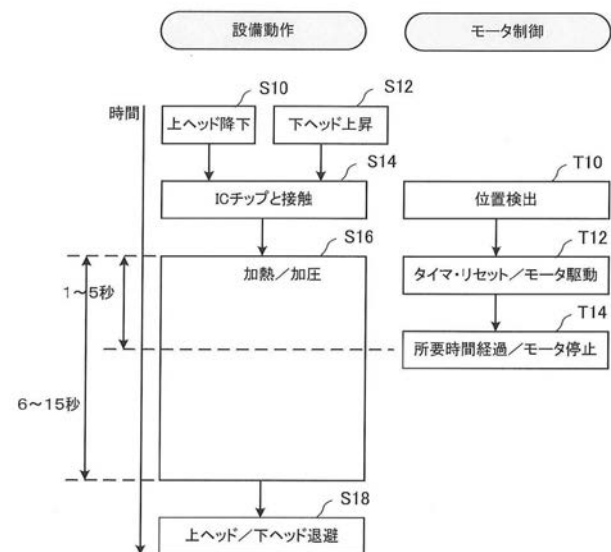 設備動作
モータ制御
時間
S10
S12
上ヘッド降下
下ヘッド上昇
S14
T10
ICチップと接触
位置検出
S16
T12
加熱／加圧
タイマ・リセット／モータ駆動
1～5秒
T14
所要時間経過／モータ停止
6～15秒
S18
上ヘッド／下ヘッド退避